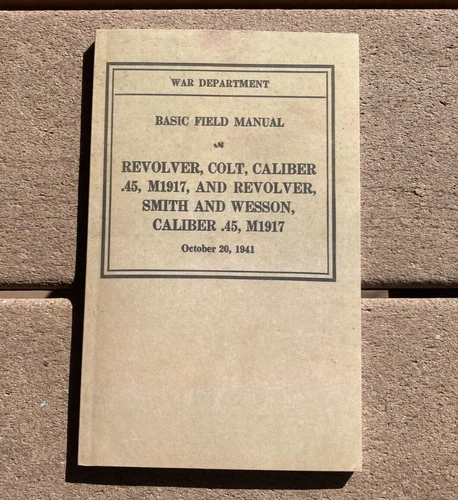 WAR DEPARTMENT
BASIC FIELD MANUAL
REVOLVER, COLT, CALIBER
.45, M1917, AND REVOLVER,
SMITH AND WESSON,
CALIBER .45, M1917
October 20, 1941